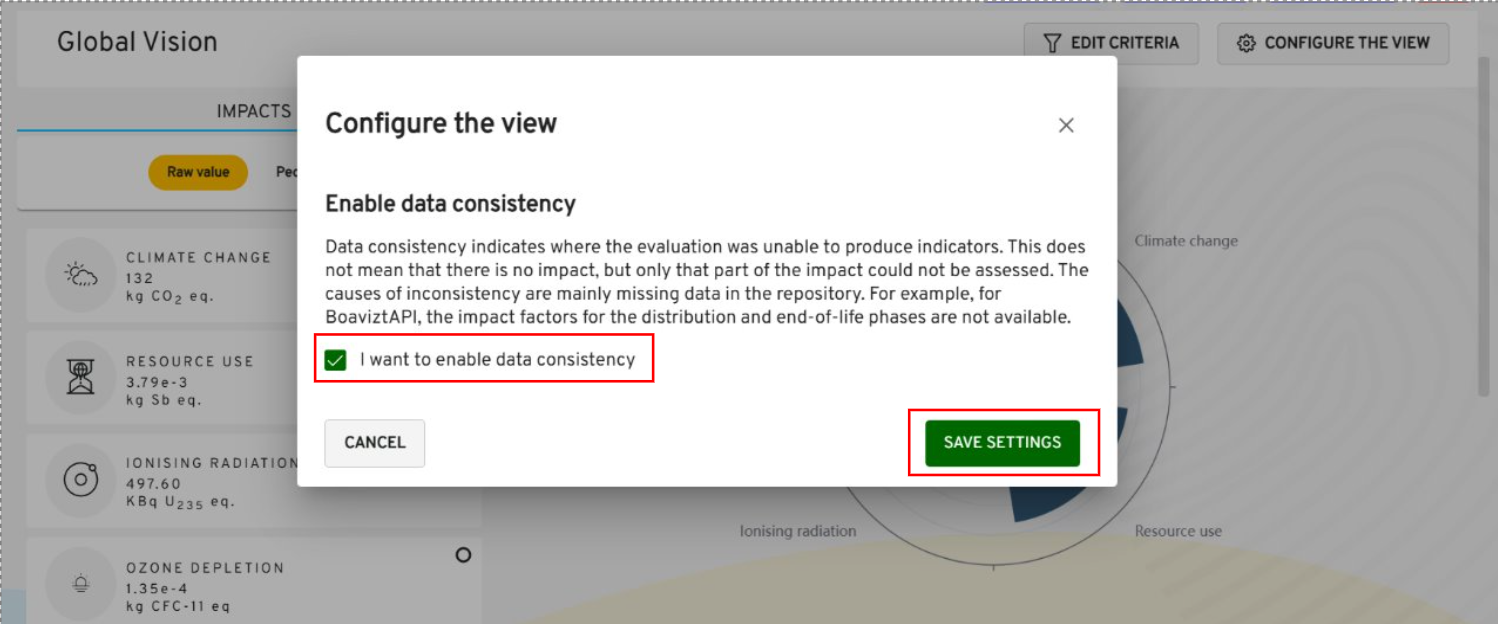 Global Vision
EDIT CRITERIA
CONFIGURE THE VIEW
IMPACTS
Raw value
Configure the view
Enable data consistency
Data consistency indicates where the evaluation was unable to produce indicators. This does
not mean that there is no impact, but only that part of the impact could not be assessed. The
causes of inconsistency are mainly missing data in the repository. For example, for
BoaviztAPI, the impact factors for the distribution and end-of-life phases are not available.
I want to enable data consistency
CANCEL
SAVE SETTINGS
CLIMATE CHANGE
132
kg CO₂ eq.
RESOURCE USE
3.79e-3
kg Sb eq.
IONISING RADIATION
497.60
KBq U₂₃₅ eq.
OZONE DEPLETION
1.35e-4
kg CFC-11 eq
Climate change
Ionising radiation
Resource use